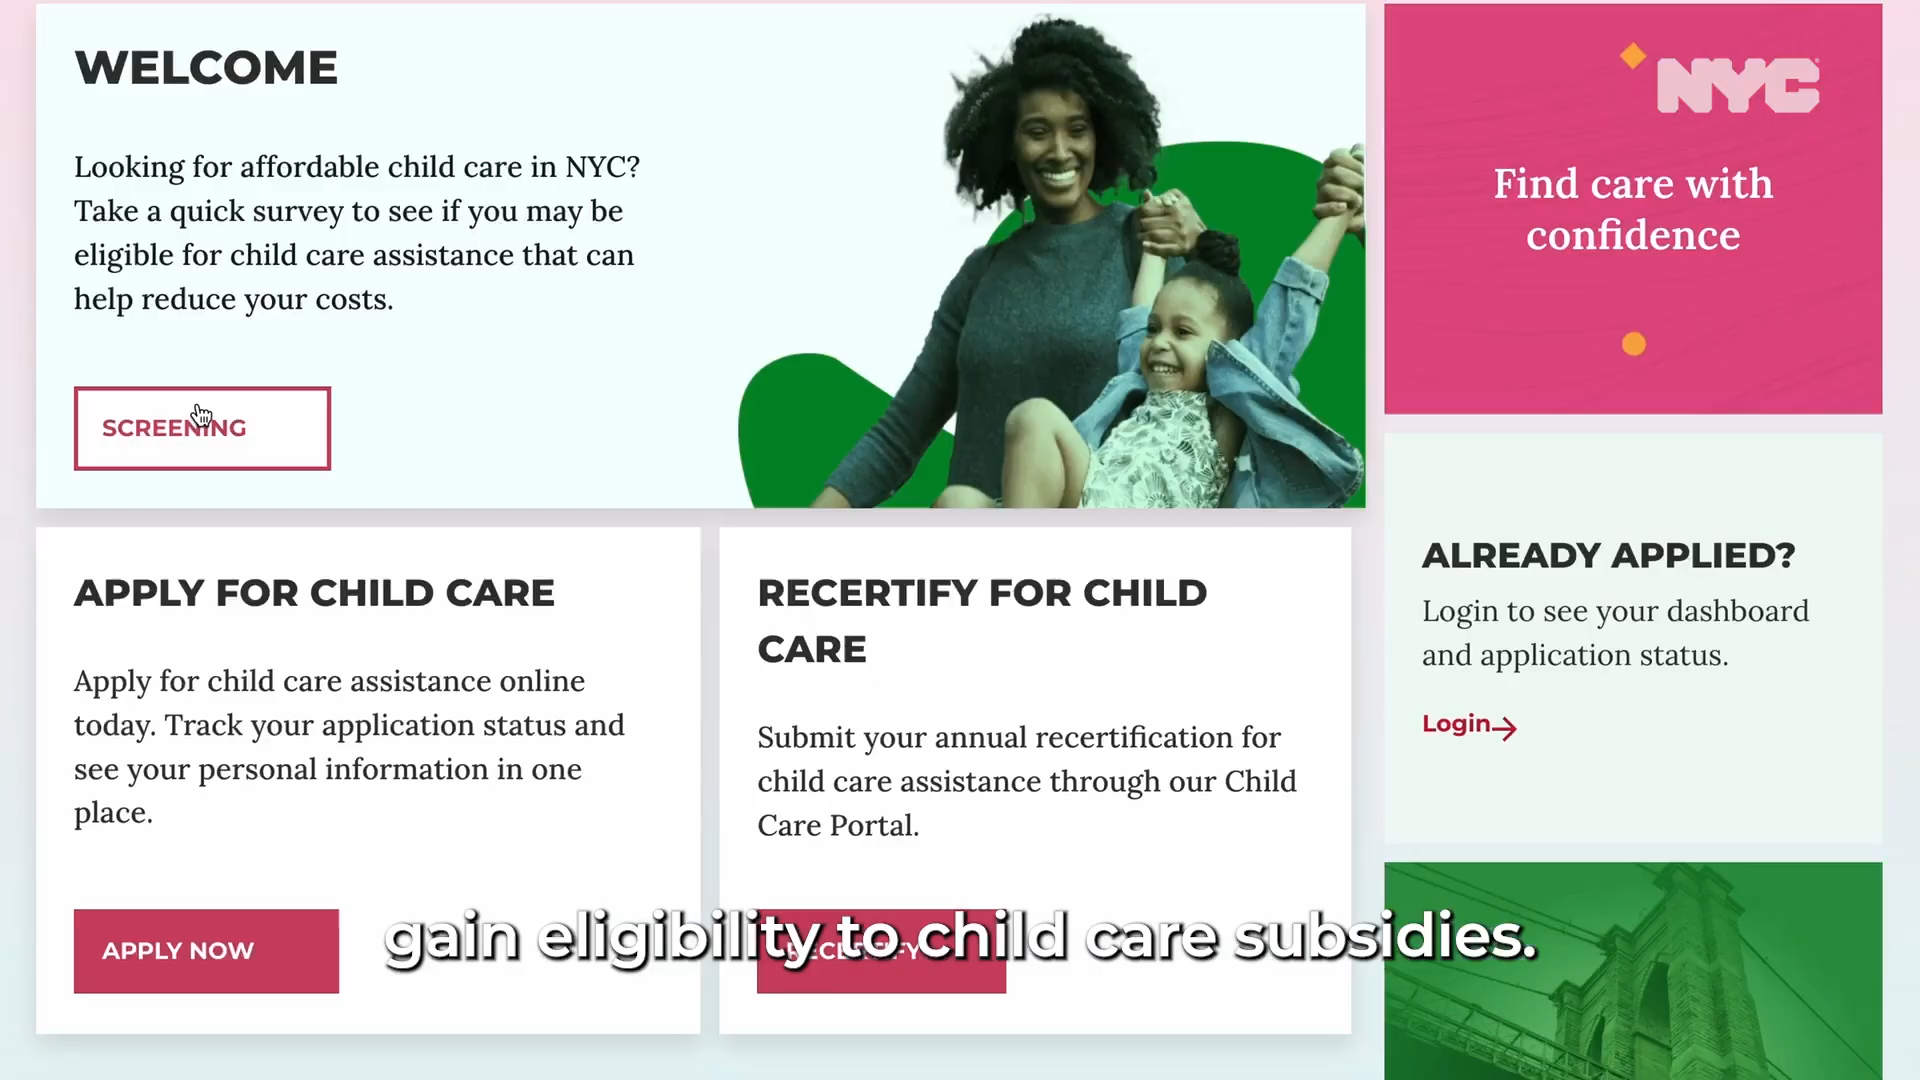 WELCOME
Looking for affordable child care in NYC?
Take a quick survey to see if you may be
eligible for child care assistance that can
help reduce your costs.
SCREENING
NYC
Find care with
confidence
APPLY FOR CHILD CARE
Apply for child care assistance online
today. Track your application status and
see your personal information in one
place.
APPLY NOW
RECERTIFY FOR CHILD
CARE
Submit your annual recertification for
child care assistance through our Child
Care Portal.
RECERTIFY
ALREADY APPLIED?
Login to see your dashboard
and application status.
Login
gain eligibility to child care subsidies.